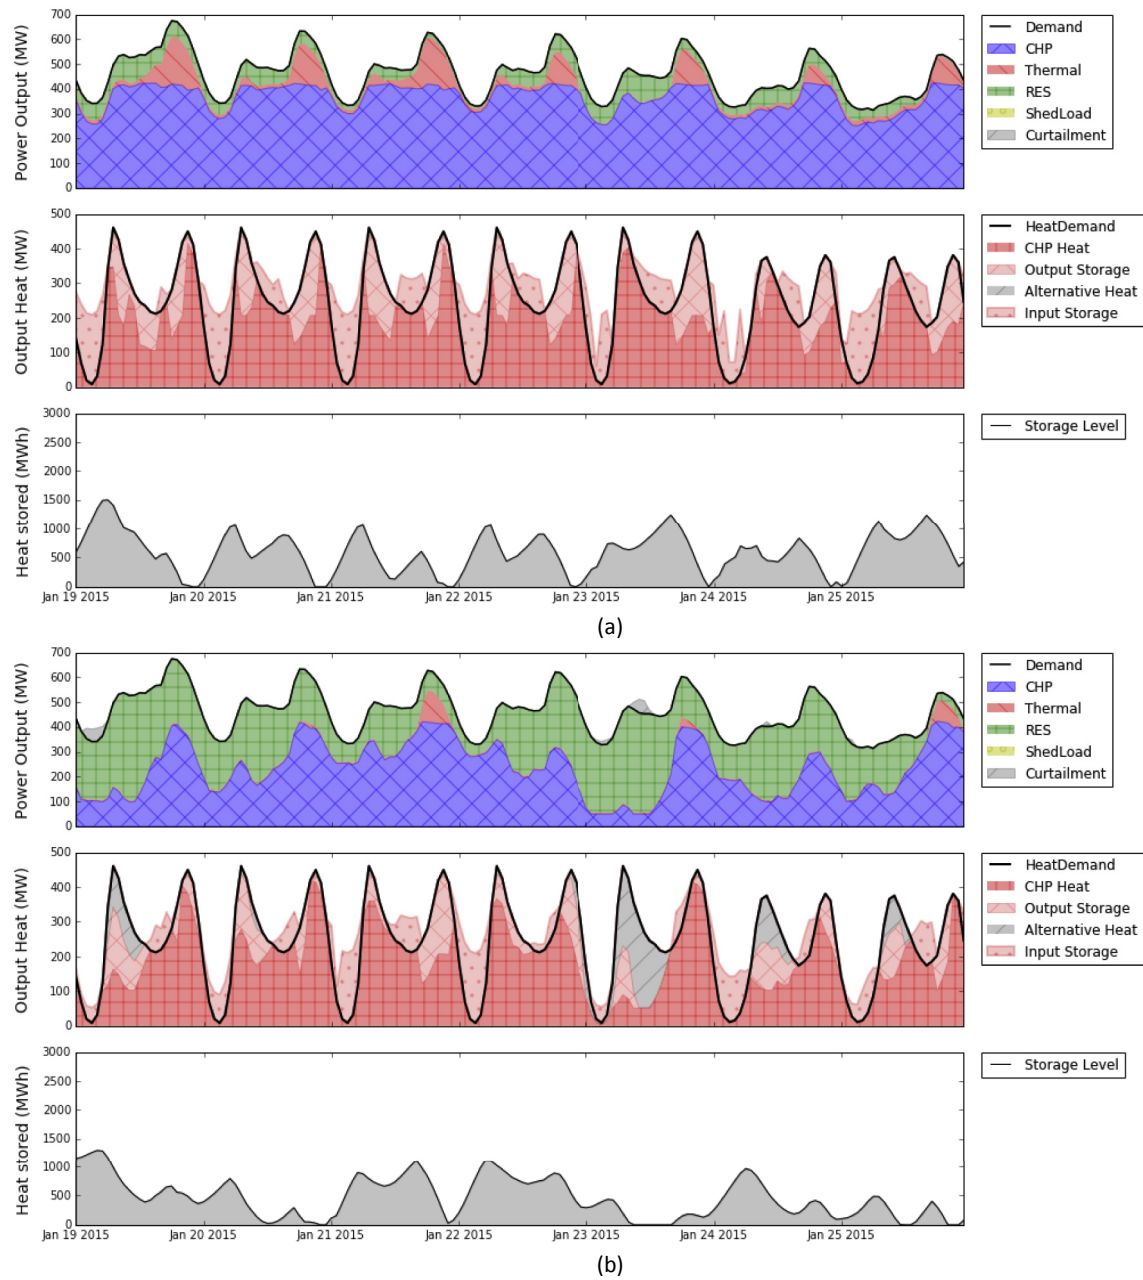 700
600
500
400
300
200
100
0
Power Output (MW)
Demand
CHP
Thermal
RES
ShedLoad
Curtailment
500
400
300
200
100
0
Output Heat (MW)
HeatDemand
CHP Heat
Output Storage
Alternative Heat
Input Storage
3000
2500
2000
1500
1000
500
0
Heat stored (MWh)
Storage Level
Jan 19 2015 Jan 20 2015 Jan 21 2015 Jan 22 2015 Jan 23 2015 Jan 24 2015 Jan 25 2015
(a)
700
600
500
400
300
200
100
0
Power Output (MW)
Demand
CHP
Thermal
RES
ShedLoad
Curtailment
500
400
300
200
100
0
Output Heat (MW)
HeatDemand
CHP Heat
Output Storage
Alternative Heat
Input Storage
3000
2500
2000
1500
1000
500
0
Heat stored (MWh)
Storage Level
Jan 19 2015 Jan 20 2015 Jan 21 2015 Jan 22 2015 Jan 23 2015 Jan 24 2015 Jan 25 2015
(b)